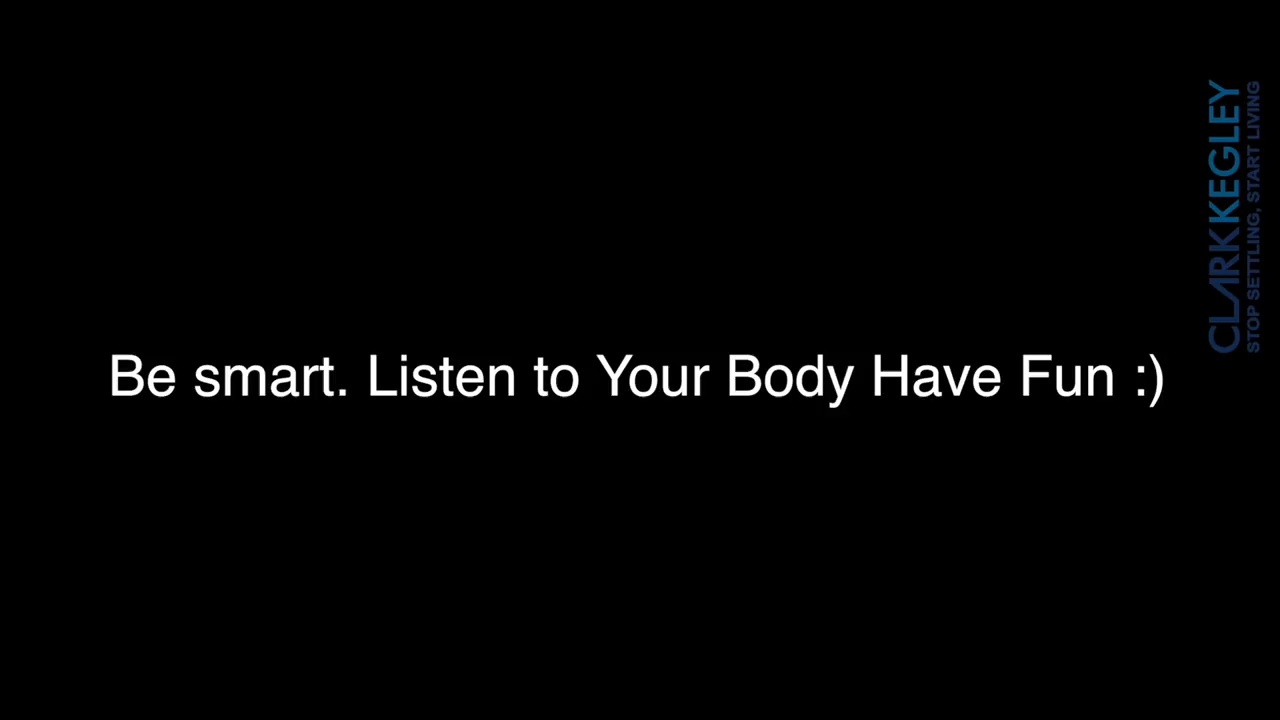 Be smart. Listen to Your Body Have Fun :)
CLARKKEGLEY
STOP SETTLING, START LIVING